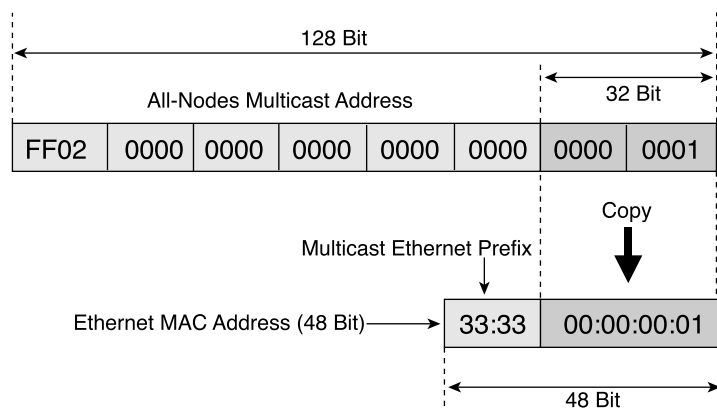 128 Bit
All-Nodes Multicast Address
32 Bit
FF02 0000 0000 0000 0000 0000 0000 0001
Copy
Multicast Ethernet Prefix
Ethernet MAC Address (48 Bit)
33:33 00:00:00:01
48 Bit